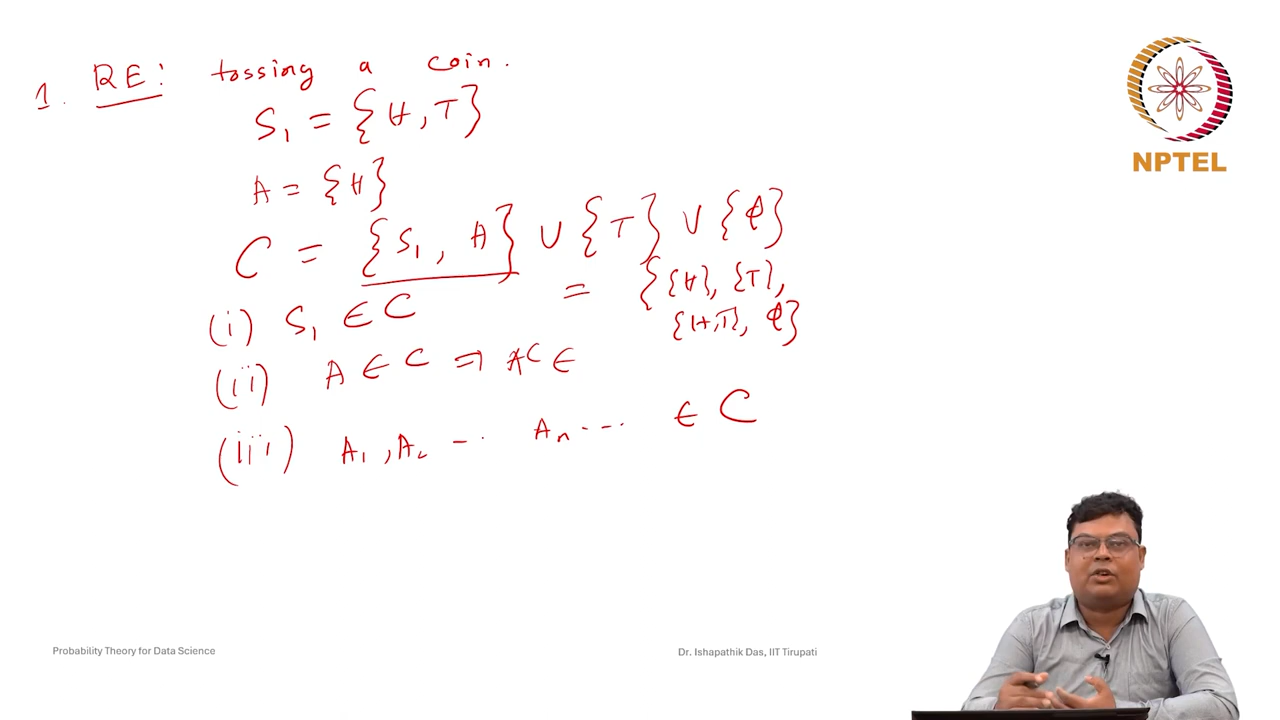 1. RE: tossing a coin.
S₁ = {H, T}
A = {H}
C = {S₁, A} ∪ {T} ∪ {φ}
= {{H}, {T},
{H,T}, φ}
(i) S₁ ∈ C
(ii) A ∈ C ⇒ Aᶜ ∈
(iii) A₁, A₂ -.. Aₙ ... ∈ C
NPTEL
Probability Theory for Data Science
Dr. Ishapathik Das, IIT Tirupati